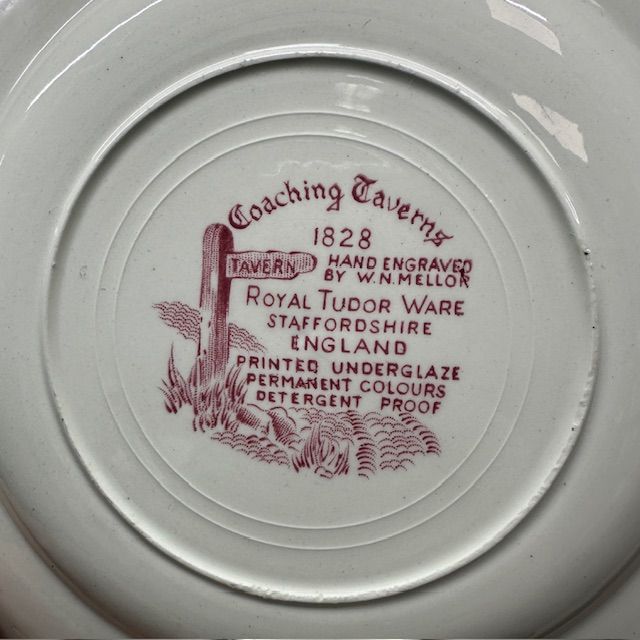 Coaching Taverns
1828
TAVERN
HAND ENGRAVED
BY W.N. MELLOR
ROYAL TUDOR WARE
STAFFORDSHIRE
ENGLAND
PRINTED UNDERGLAZE
PERMANENT COLOURS
DETERGENT PROOF